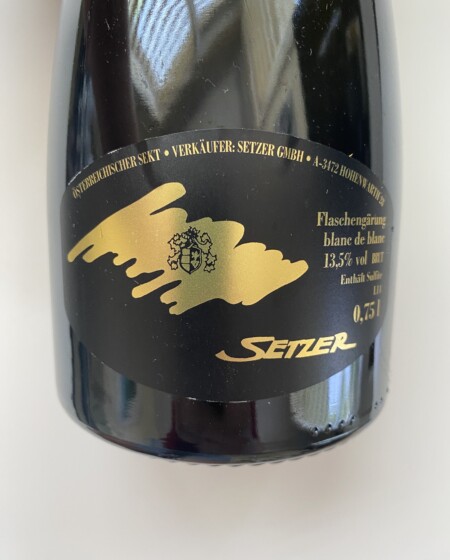 ÖSTERREICHISCHER SEKT • VERKÄUFER: SETZER GMBH • A-3472 HOHENWARTH 28
Flaschengärung
blanc de blanc
13,5% vol BRUT
Enthält Sulfite
0,75 l
SETZER